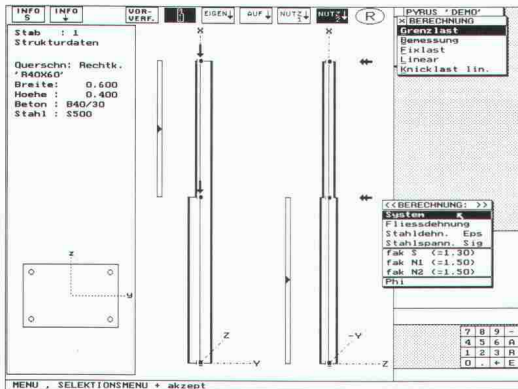 INFO S
INFO
VOR-VERF.
EIGEN
AUF
NUTZ 1
NUTZ 2
R
PYRUS 'DEMO'
BERECHNUNG
Grenzlast
Bemessung
Fixlast
Linear
Knicklast lin.
Stab : 1
Strukturdaten
Querschn: Rechtk.
'R40X60'
Breite: 0.600
Hoehe : 0.400
Beton : B40/30
Stahl : S500
x
x
<<BERECHNUNG: >>
System
Fliessdehnung
Stahldehn. Eps
Stahlspann. Sig
fak S (=1.30)
fak N1 (=1.50)
fak N2 (=1.50)
Phi
z
y
Z
Y
-Y
Z
7 8 9 -
4 5 6 A
1 2 3 R
0 . + E
MENU , SELEKTIONSMENU + akzept